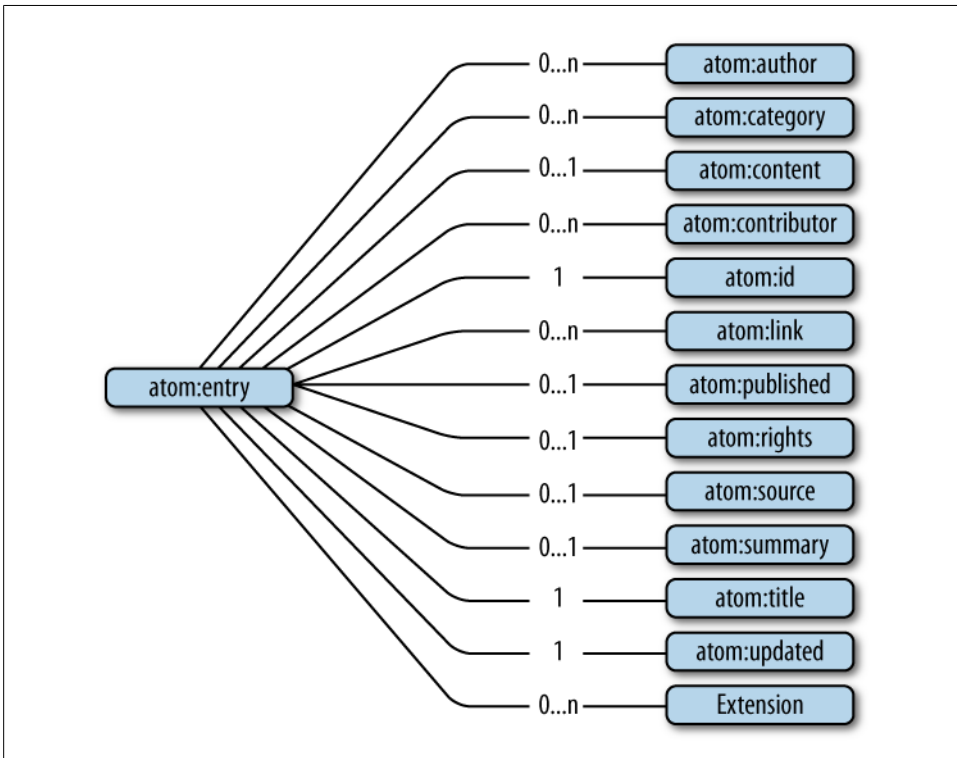 0...n atom:author
0...n atom:category
0...1 atom:content
0...n atom:contributor
1 atom:id
0...n atom:link
atom:entry 0...1 atom:published
0...1 atom:rights
0...1 atom:source
0...1 atom:summary
1 atom:title
1 atom:updated
0...n Extension